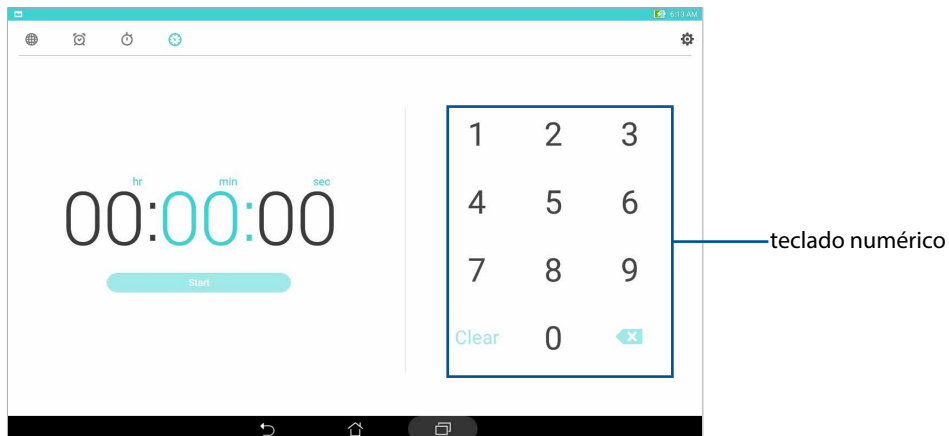 6:13 AM
hr min sec
00:00:00
Start
1 2 3
4 5 6
7 8 9
Clear 0
teclado numérico